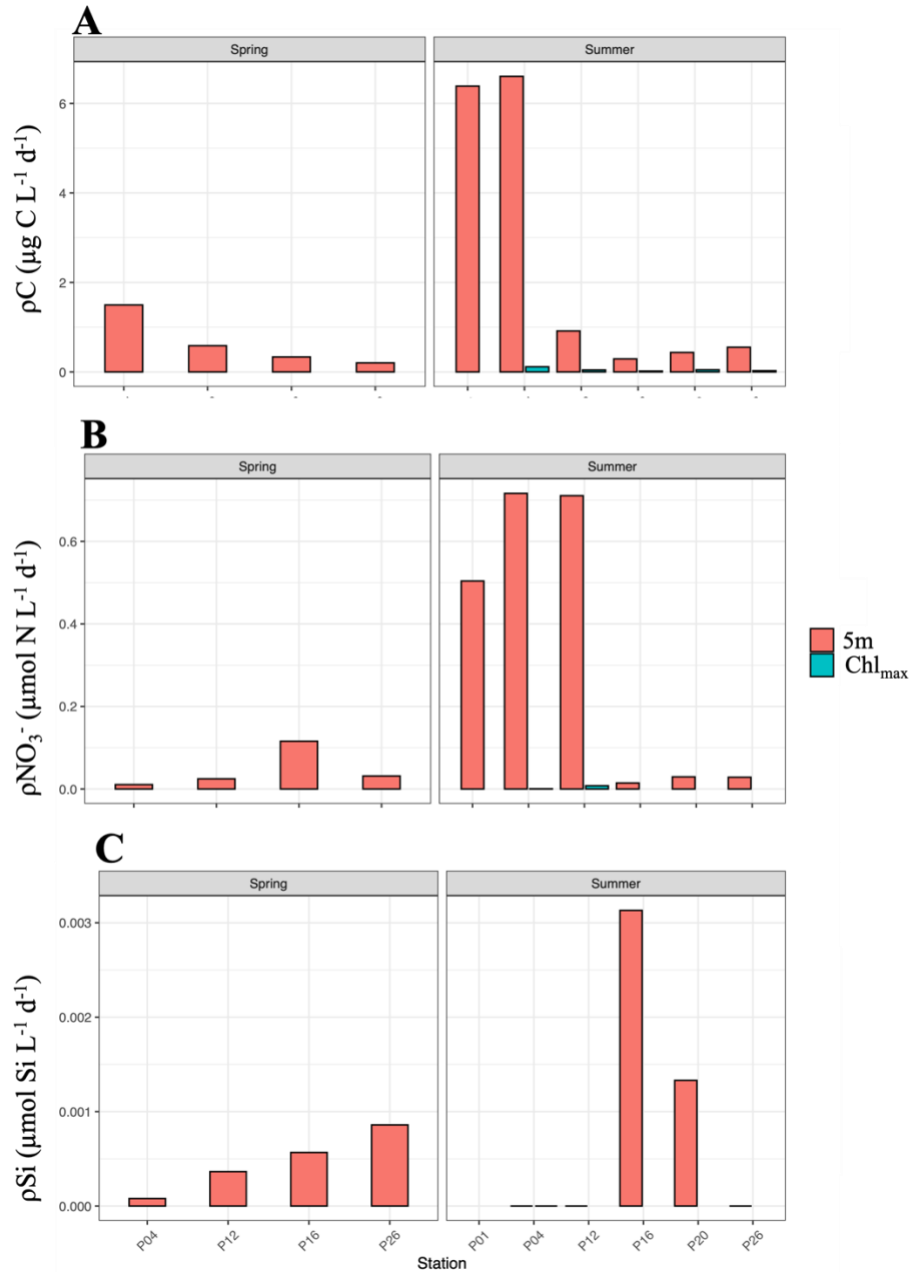 A
Spring Summer
ρC (µg C L⁻¹ d⁻¹)
6
4
2
0
B
Spring Summer
ρNO₃⁻ (µmol N L⁻¹ d⁻¹)
0.6
0.4
0.2
0.0
5m
Chlmax
C
Spring Summer
ρSi (µmol Si L⁻¹ d⁻¹)
0.003
0.002
0.001
0.000
P04 P12 P16 P26 P01 P04 P12 P16 P20 P26
Station